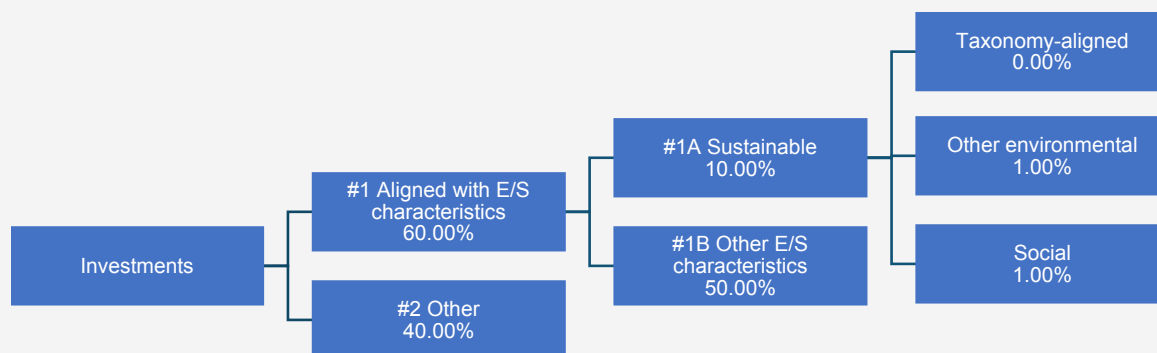 Investments
#1 Aligned with E/S
characteristics
60.00%
#2 Other
40.00%
#1A Sustainable
10.00%
#1B Other E/S
characteristics
50.00%
Taxonomy-aligned
0.00%
Other environmental
1.00%
Social
1.00%